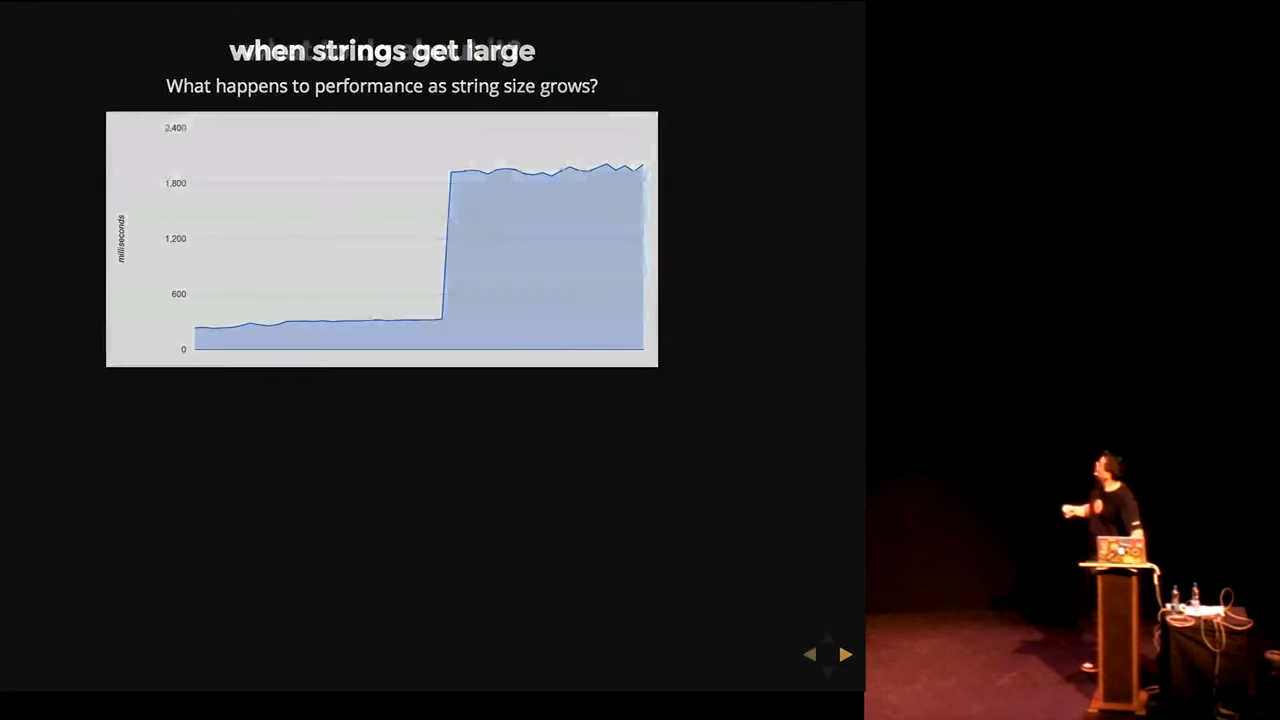 when strings get large
What happens to performance as string size grows?
2,400
1,800
milliseconds
1,200
600
0